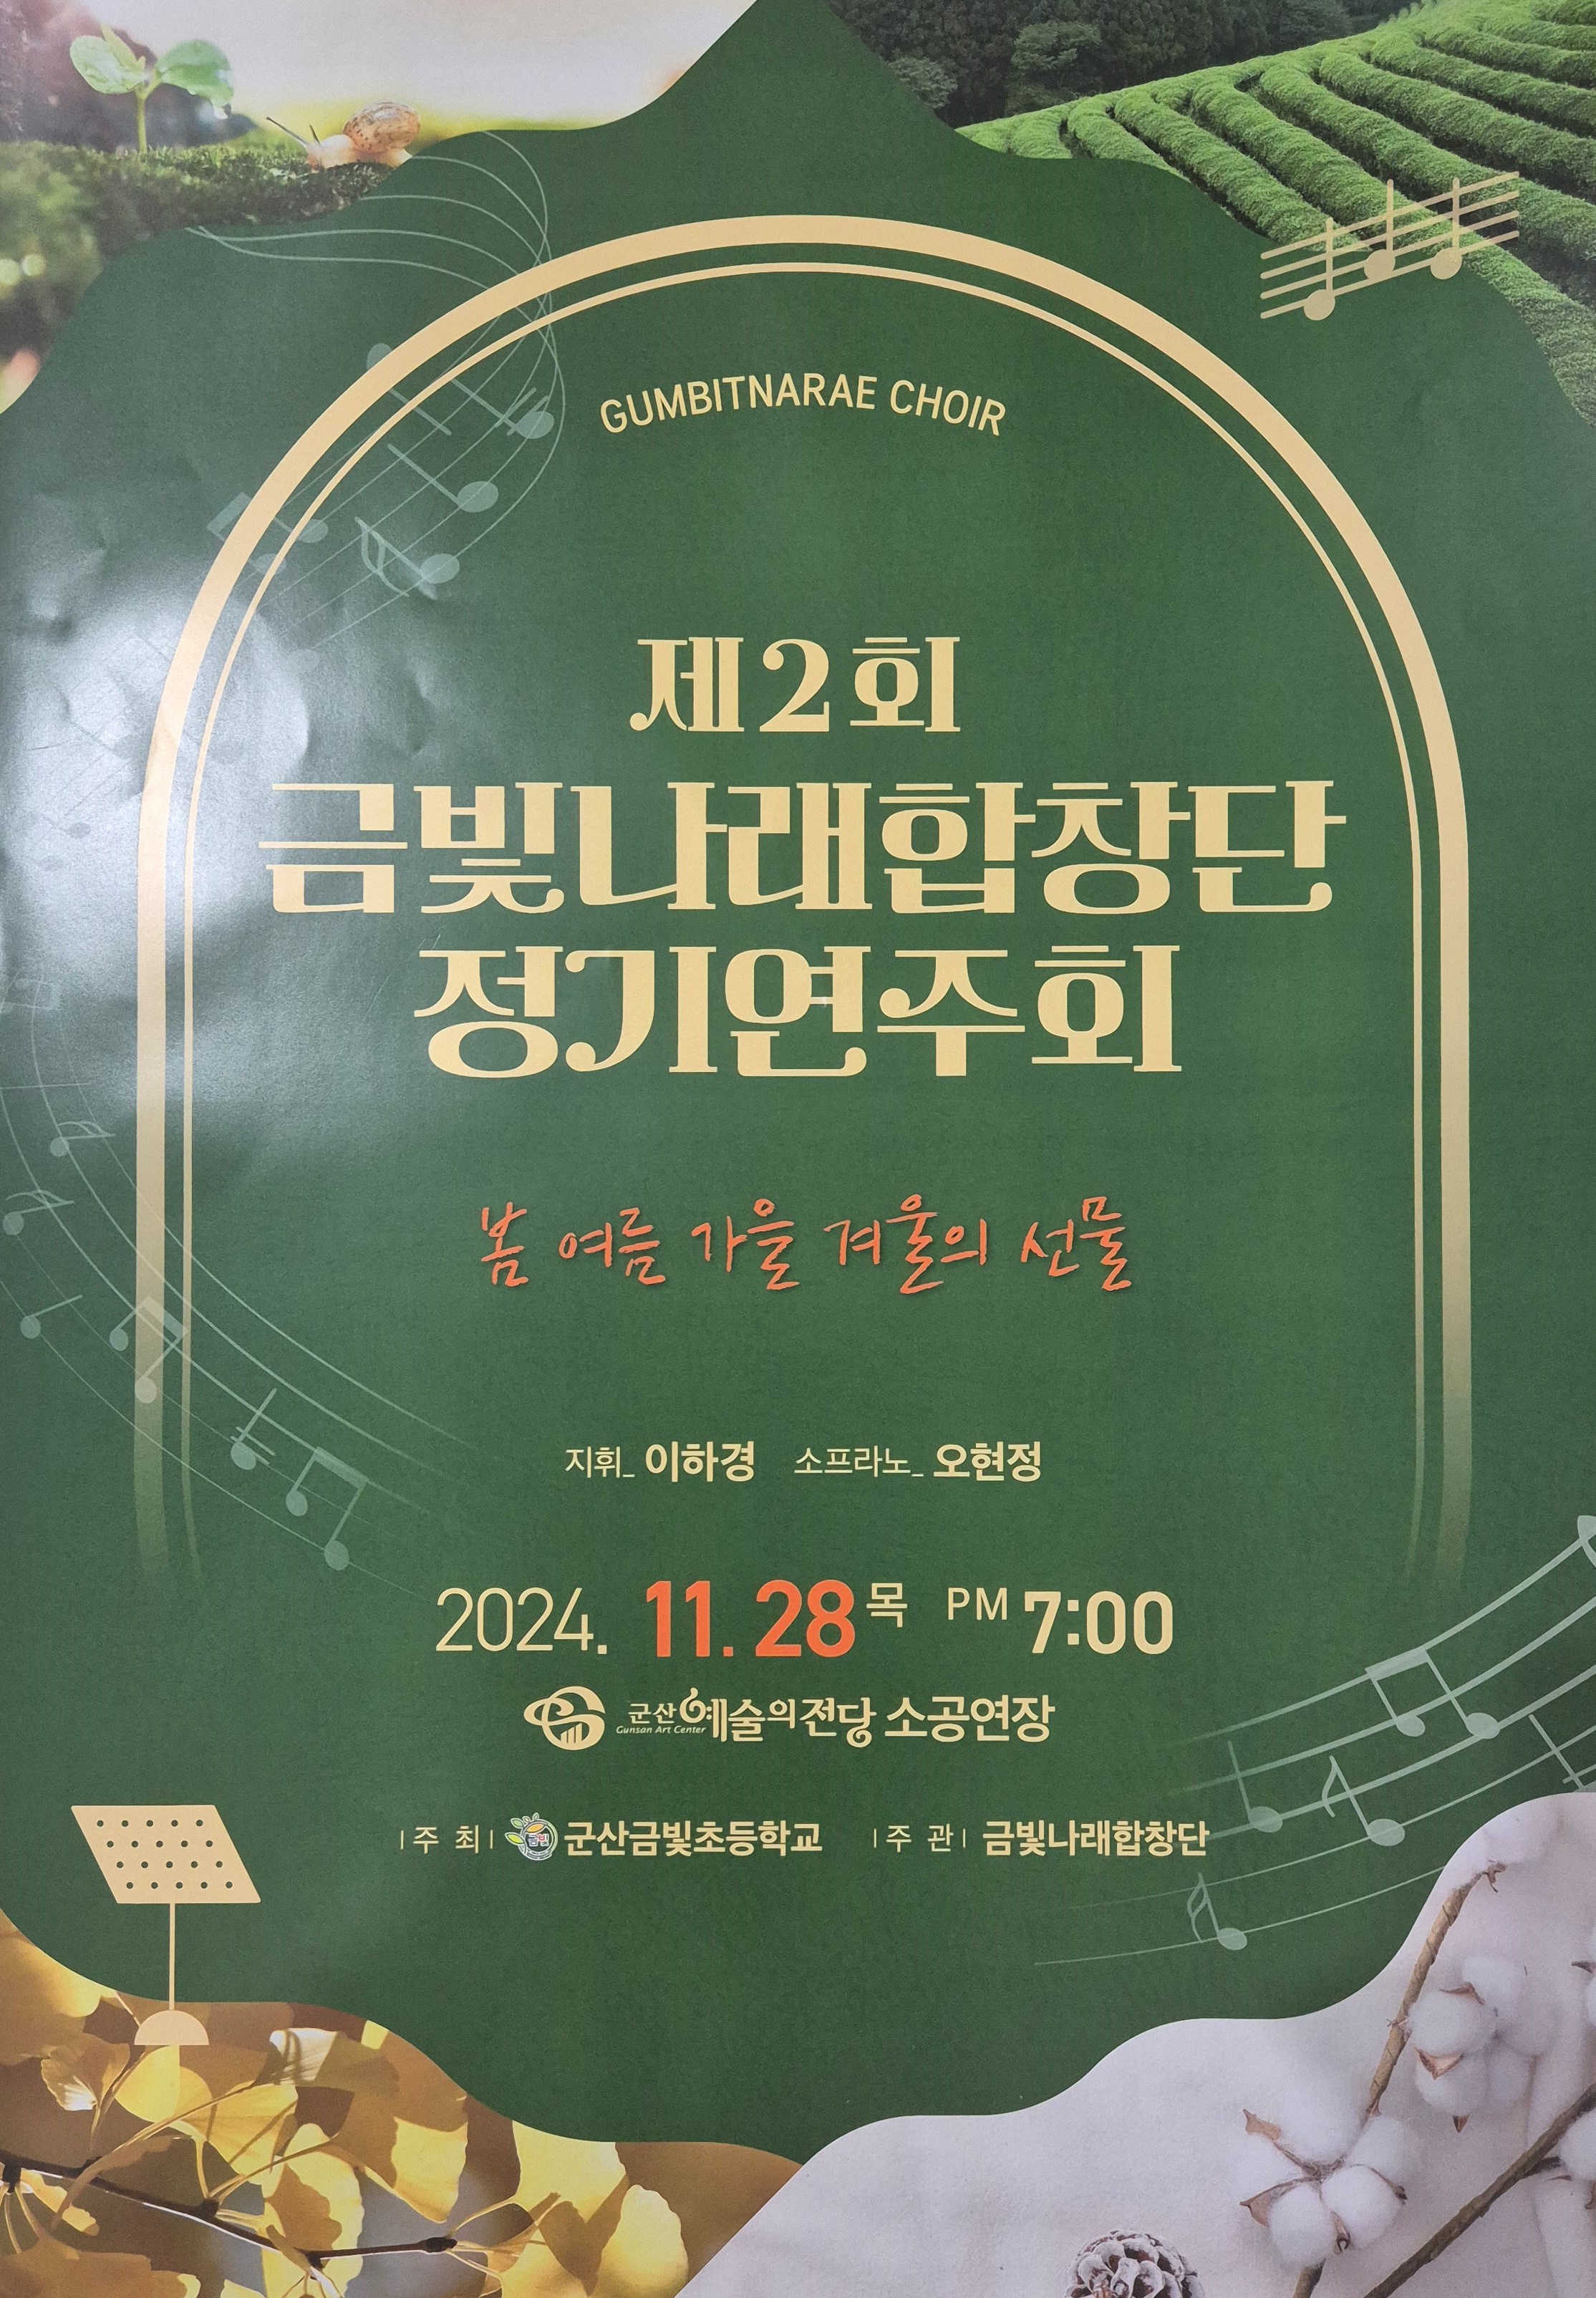 GUMBITNARAE CHOIR
제2회
금빛나래합창단
정기연주회
봄 여름 가을 겨울의 선물
지휘_ 이하경 소프라노_ 오현정
2024. 11. 28 목 PM 7:00
군산예술의전당 소공연장
Gunsan Art Center
|주 최| 금빛 군산금빛초등학교 |주 관| 금빛나래합창단